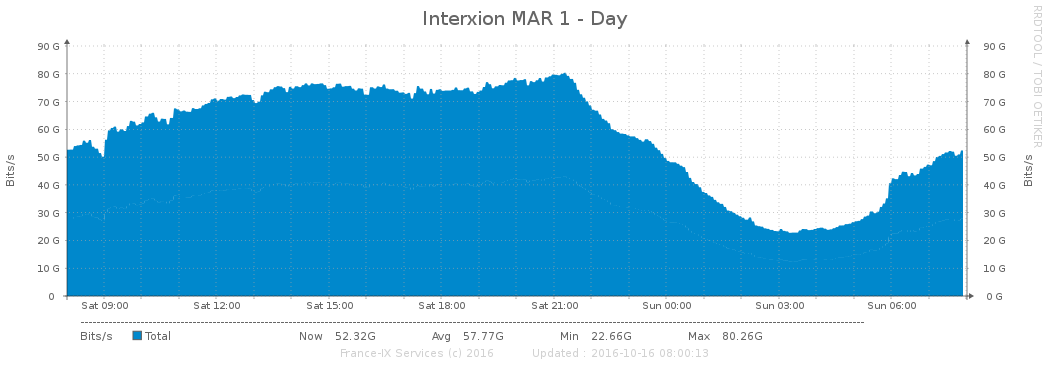 Interxion MAR 1 - Day
RRDTOOL / TOBI OETIKER
Bits/s
90 G 90 G
80 G 80 G
70 G 70 G
60 G 60 G
50 G 50 G
40 G 40 G
30 G 30 G
20 G 20 G
10 G 10 G
0 0 G
Bits/s
Sat 09:00 Sat 12:00 Sat 15:00 Sat 18:00 Sat 21:00 Sun 00:00 Sun 03:00 Sun 06:00
Bits/s Total Now 52.32G Avg 57.77G Min 22.66G Max 80.26G
France-IX Services (c) 2016 Updated : 2016-10-16 08:00:13